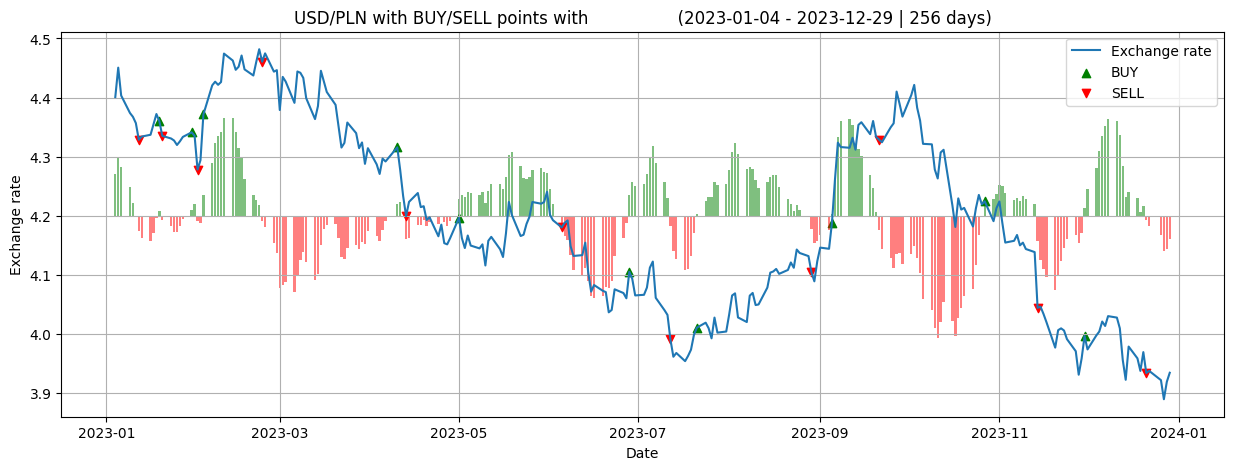 USD/PLN with BUY/SELL points with (2023-01-04 - 2023-12-29 | 256 days)
Exchange rate
BUY
SELL
Exchange rate
4.5
4.4
4.3
4.2
4.1
4.0
3.9
2023-01
2023-03
2023-05
2023-07
2023-09
2023-11
2024-01
Date